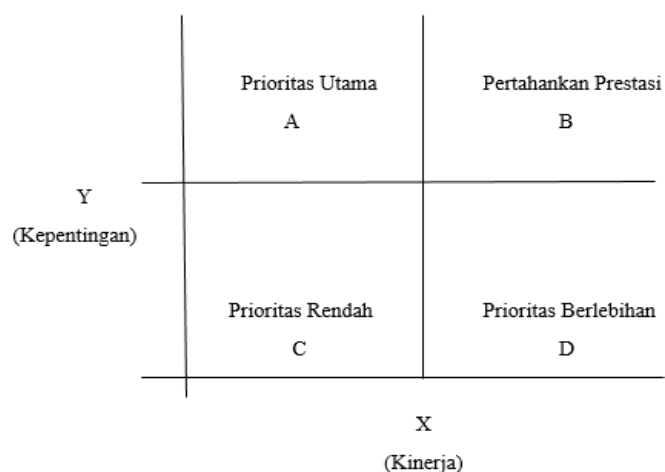 Prioritas Utama
A
Pertahankan Prestasi
B
Y
(Kepentingan)
Prioritas Rendah
C
Prioritas Berlebihan
D
X
(Kinerja)